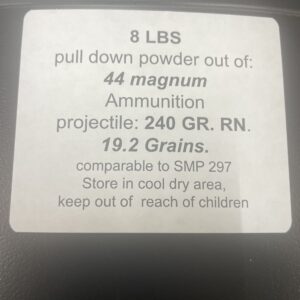 8 LBS
pull down powder out of:
44 magnum
Ammunition
projectile: 240 GR. RN.
19.2 Grains.
comparable to SMP 297
Store in cool dry area,
keep out of reach of children